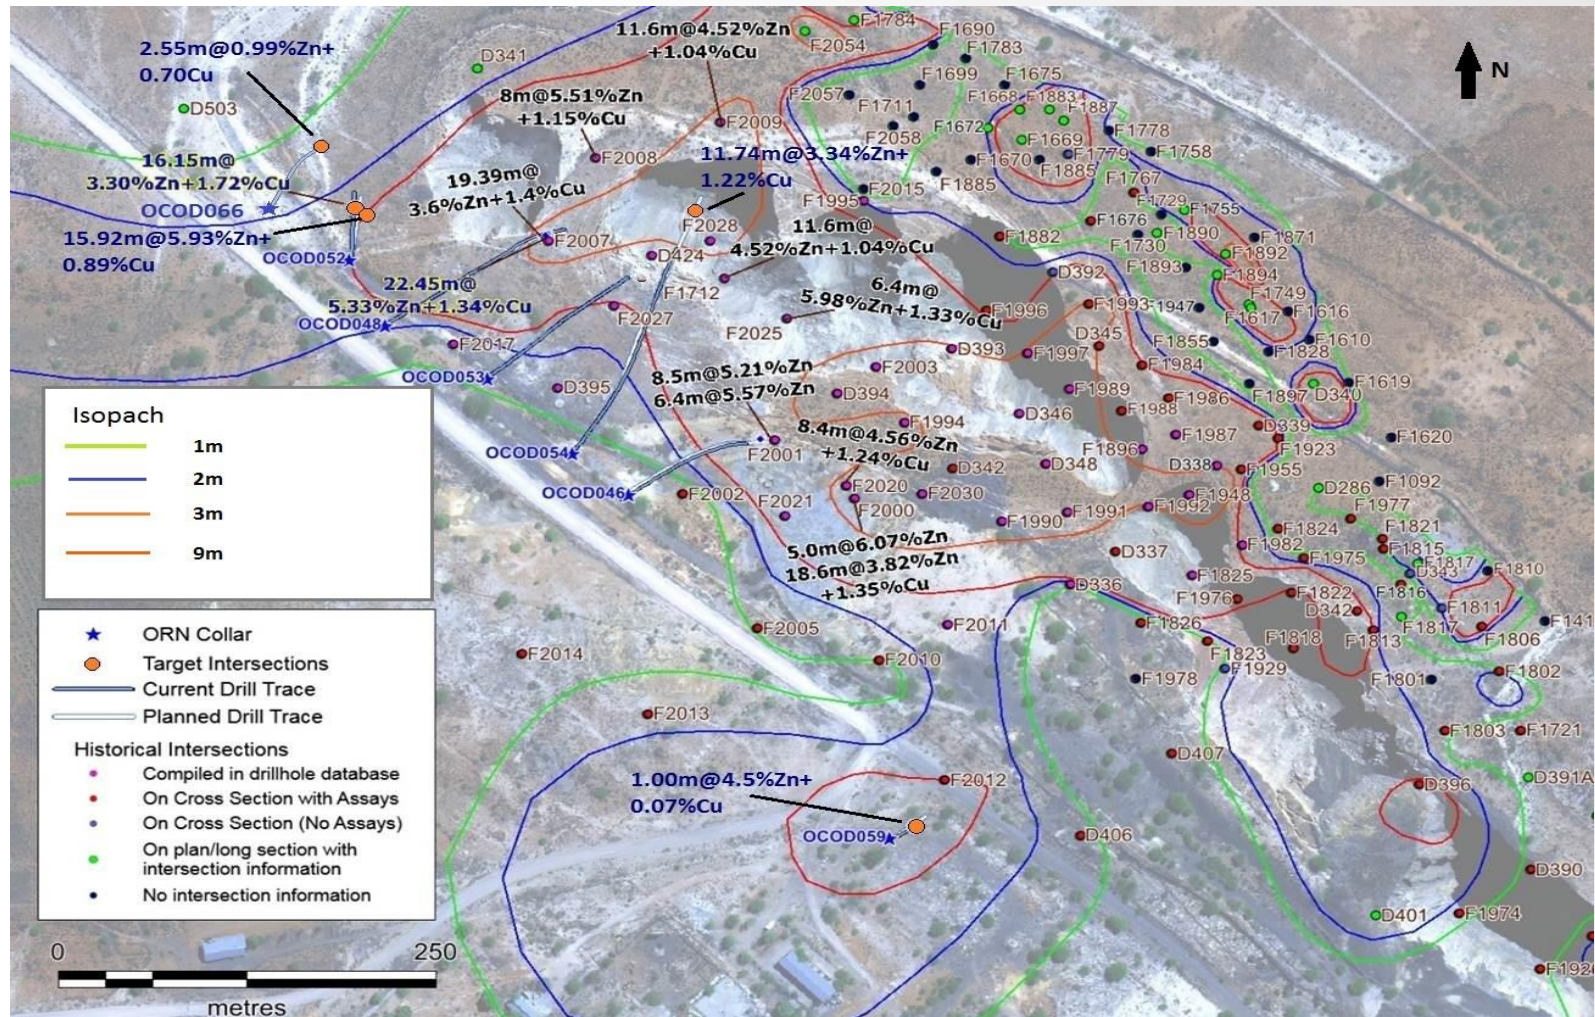 11.6m@4.52%Zn
+1.04%Cu
F1784
F2054
F1690
F1783
2.55m@0.99%Zn+
0.70Cu
D341
F1699
F1675
8m@5.51%Zn
+1.15%Cu
F2057
F1711
F1668
F1883
F1887
D503
F2009
F2058
F1672
F1669
F1778
F2008
11.74m@3.34%Zn+
1.22%Cu
F1670
F1779
F1758
16.15m@
3.30%Zn+1.72%Cu
19.39m@
3.6%Zn+1.4%Cu
F1885
F1885
F2015
F1995
F1767
F1729
F1755
OCOD066
F2028
F1676
F1890
15.92m@5.93%Zn+
0.89%Cu
F2007
11.6m@
4.52%Zn+1.04%Cu
F1882
F1730
F1871
F1892
OCOD052
D424
F1893
D392
F1894
22.45m@
5.33%Zn+1.34%Cu
F1712
6.4m@
5.98%Zn+1.33%Cu
F1996
F1993
F1947
F1749
F1617
F1616
OCOD048
F2027
F2025
D345
F2017
D393
F1997
F1855
F1610
F1828
OCOD053
F2003
F1984
D395
8.5m@5.21%Zn
6.4m@5.57%Zn
D394
F1989
F1986
F1897
D340
F1619
Isopach
1m
2m
3m
9m
F1994
D346
F1988
D339
8.4m@4.56%Zn
+1.24%Cu
F1987
F1923
F1620
OCOD054
F2001
F1896
D342
D348
D338
F1955
OCOD046
F2002
F2020
F2030
F1948
D286
F1092
F2021
F2000
F1990
F1991
F1992
F1977
5.0m@6.07%Zn
18.6m@3.82%Zn
+1.35%Cu
D337
F1982
F1824
F1821
F1815
F1975
F1817
D343
F1810
D336
F1825
F1822
F1816
F1976
D342
F1811
ORN Collar
Target Intersections
Current Drill Trace
Planned Drill Trace
Historical Intersections
Compiled in drillhole database
On Cross Section with Assays
On Cross Section (No Assays)
On plan/long section with
intersection information
No intersection information
F2005
F2011
F1826
F1818
F1813
F1817
F1806
F141
F2014
F2010
F1823
F1929
F1802
F1978
F1801
F2013
F1803
F1721
D407
1.00m@4.5%Zn+
0.07%Cu
F2012
D396
D391A
OCOD059
D406
D390
D401
F1974
0
250
metres
F192
N